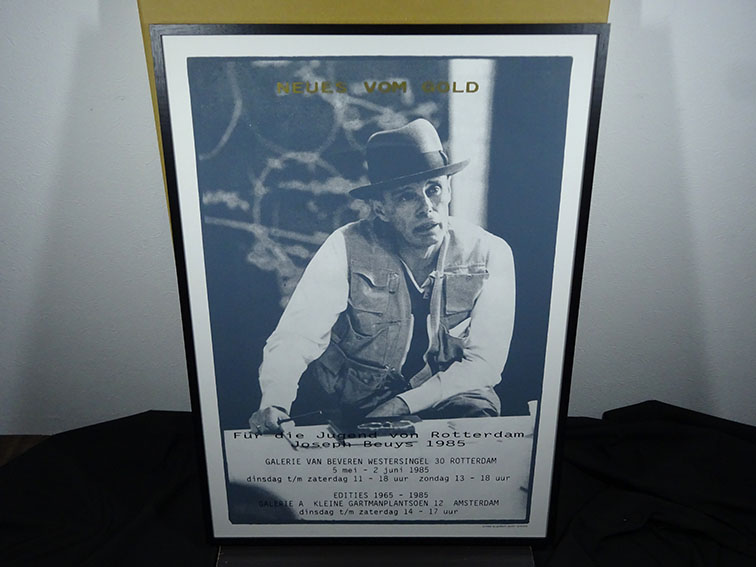 NEUES VOM GOLD
Für die Jugend von Rotterdam
Joseph Beuys 1985
GALERIE VAN BEVEREN WESTERSINGEL 30 ROTTERDAM
5 mei - 2 juni 1985
dinsdag t/m zaterdag 11 - 18 uur zondag 13 - 18 uur
EDITIES 1965 - 1985
GALERIE A KLEINE GARTMANPLANTSOEN 12 AMSTERDAM
dinsdag t/m zaterdag 14 - 17 uur